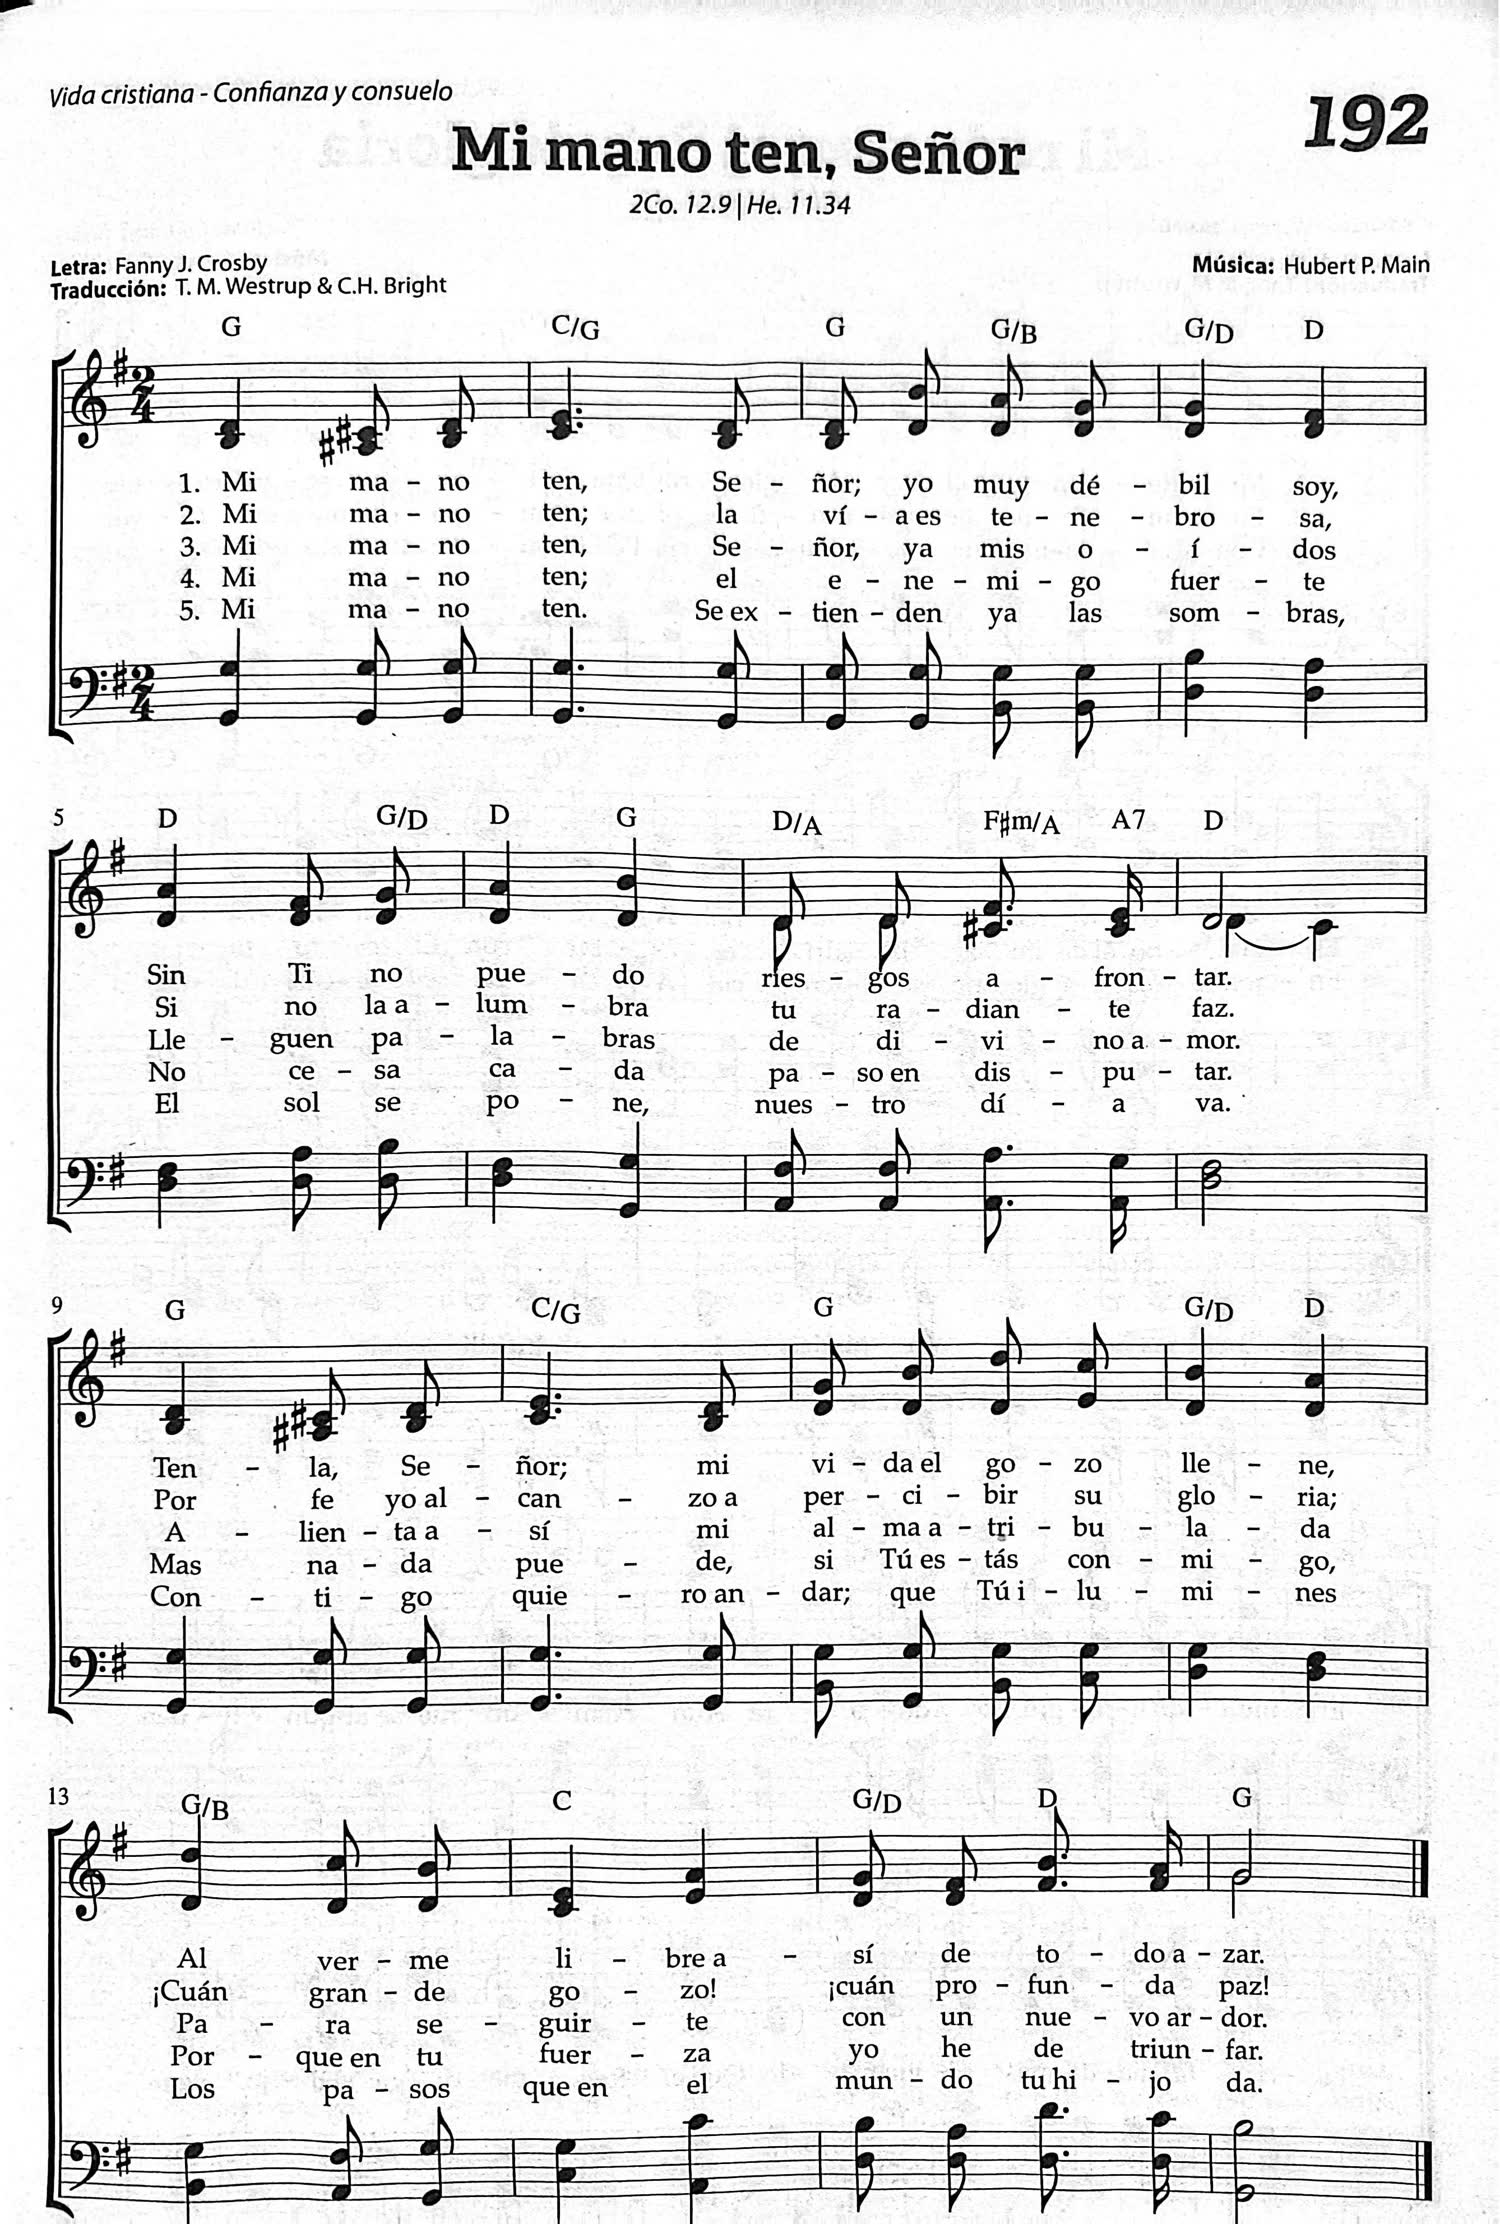 Vida cristiana - Confianza y consuelo
192
Mi mano ten, Señor
2Co. 12.9 | He. 11.34
Letra: Fanny J. Crosby
Traducción: T. M. Westrup & C.H. Bright
Música: Hubert P. Main
G C/G G G/B G/D D
1. Mi ma – no ten, Se – ñor; yo muy dé – bil soy,
2. Mi ma – no ten; la ví – a es te – ne – bro – sa,
3. Mi ma – no ten, Se – ñor, ya mis o – í – dos
4. Mi ma – no ten; el e – ne – mi – go fuer – te
5. Mi ma – no ten. Se ex – tien – den ya las som – bras,
5 D G/D D G D/A F#m/A A7 D
Sin Ti no pue – do ries – gos a – fron – tar.
Si no la a – lum – bra tu ra – dian – te faz.
Lle – guen pa – la – bras de di – vi – no a – mor.
No ce – sa ca – da pa – so en dis – pu – tar.
El sol se po – ne, nues – tro dí – a va.
9 G C/G G G/D D
Ten – la, Se – ñor; mi vi – da el go – zo lle – ne,
Por fe yo al – can – zo a per – ci – bir su glo – ria;
A – lien – ta a – sí mi al – ma a – tri – bu – la – da
Mas na – da pue – de, si Tú es – tás con – mi – go,
Con – ti – go quie – ro an – dar; que Tú i – lu – mi – nes
13 G/B C G/D D G
Al ver – me li – bre a – sí de to – do a – zar.
¡Cuán gran – de go – zo! ¡cuán pro – fun – da paz!
Pa – ra se – guir – te con un nue – vo ar – dor.
Por – que en tu fuer – za yo he de triun – far.
Los pa – sos que en el mun – do tu hi – jo da.